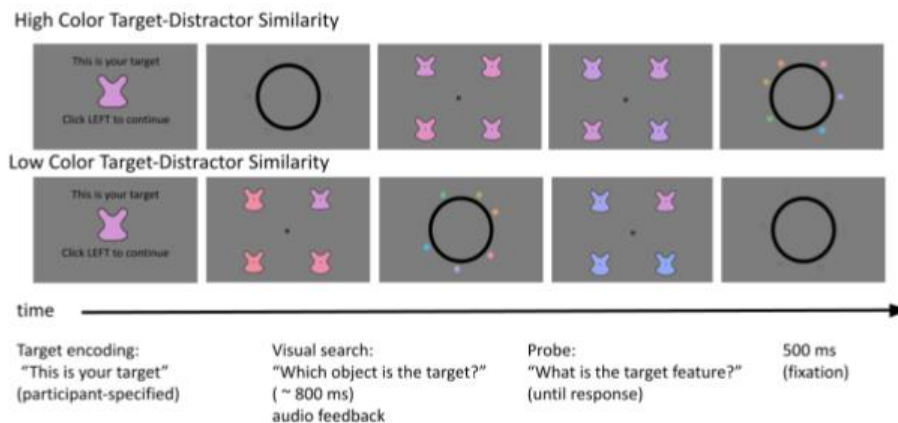 High Color Target-Distractor Similarity
This is your target
Click LEFT to continue
Low Color Target-Distractor Similarity
This is your target
Click LEFT to continue
time
Target encoding:
"This is your target"
(participant-specified)
Visual search:
"Which object is the target?"
( ~ 800 ms)
audio feedback
Probe:
"What is the target feature?"
(until response)
500 ms
(fixation)